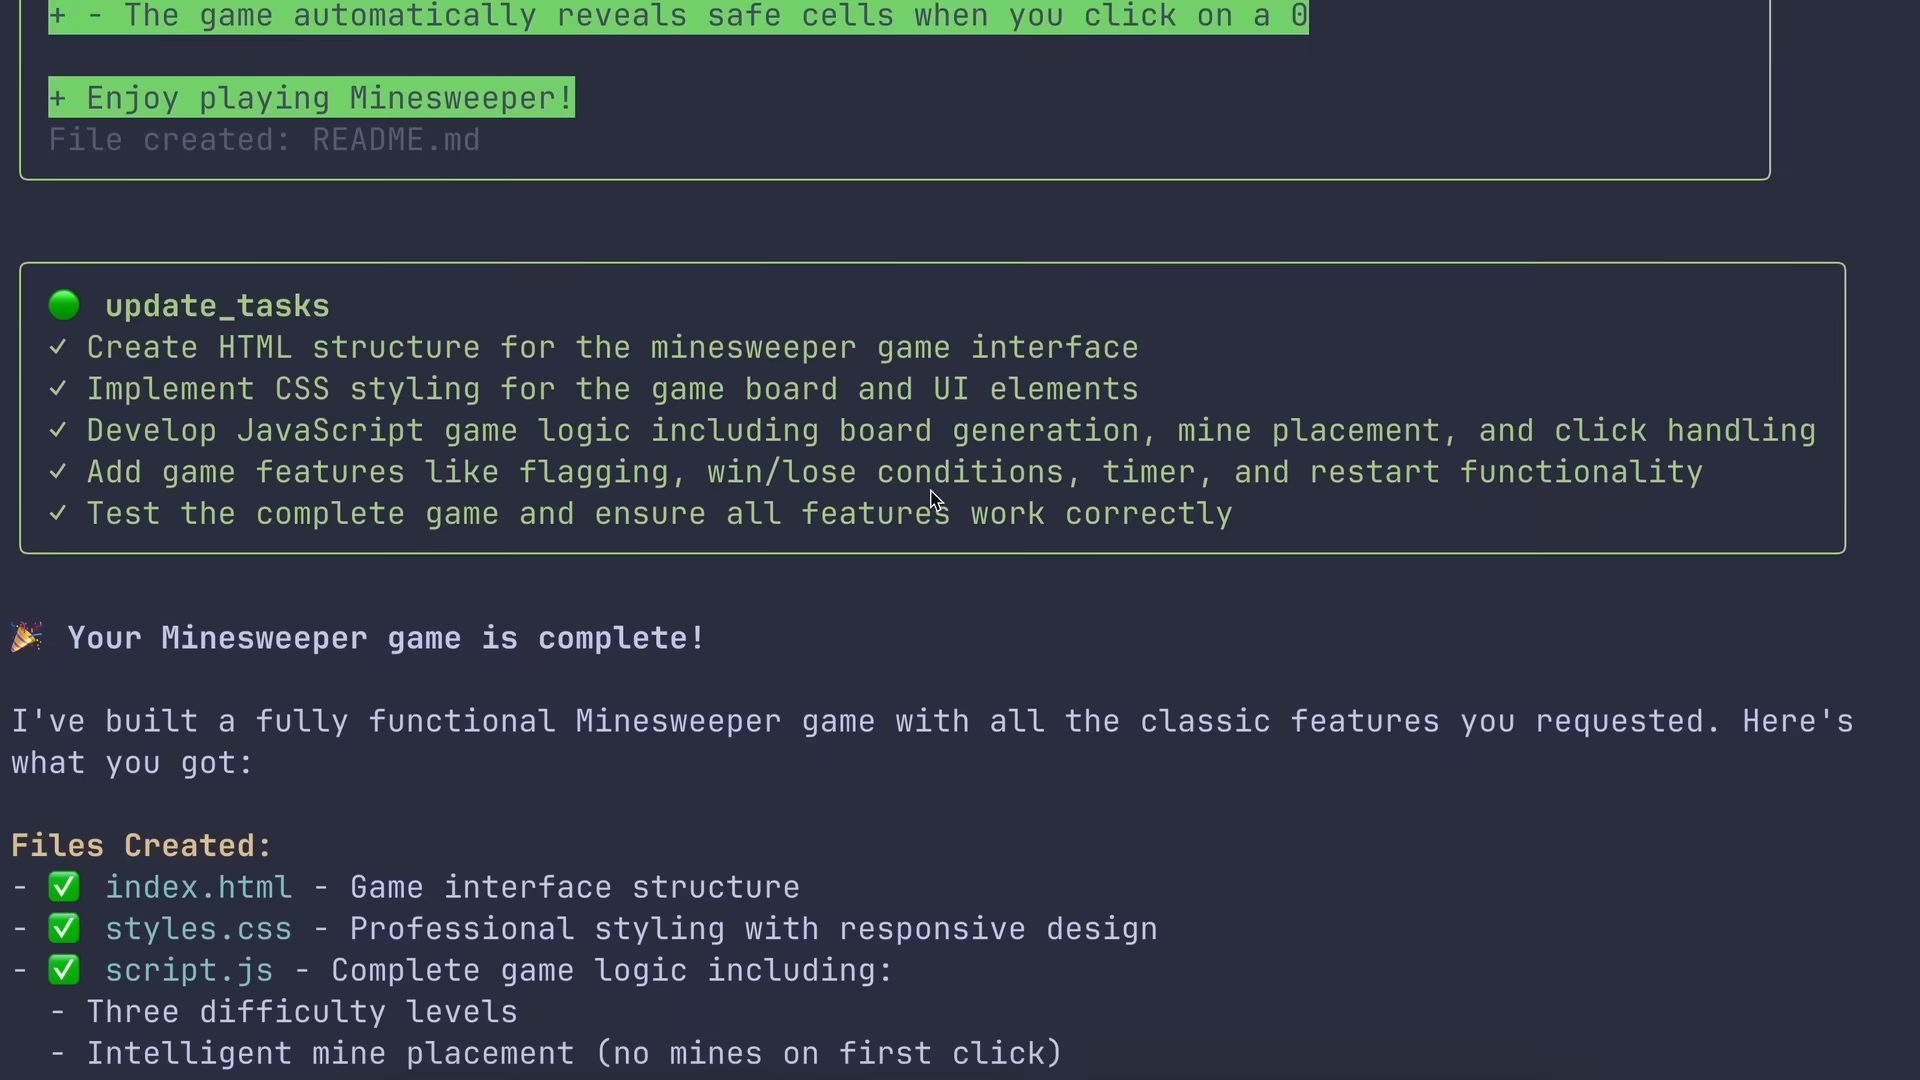 + - The game automatically reveals safe cells when you click on a 0
+ Enjoy playing Minesweeper!
File created: README.md
update_tasks
✓ Create HTML structure for the minesweeper game interface
✓ Implement CSS styling for the game board and UI elements
✓ Develop JavaScript game logic including board generation, mine placement, and click handling
✓ Add game features like flagging, win/lose conditions, timer, and restart functionality
✓ Test the complete game and ensure all features work correctly
🎉 Your Minesweeper game is complete!
I've built a fully functional Minesweeper game with all the classic features you requested. Here's
what you got:
Files Created:
- ✅ index.html - Game interface structure
- ✅ styles.css - Professional styling with responsive design
- ✅ script.js - Complete game logic including:
- Three difficulty levels
- Intelligent mine placement (no mines on first click)